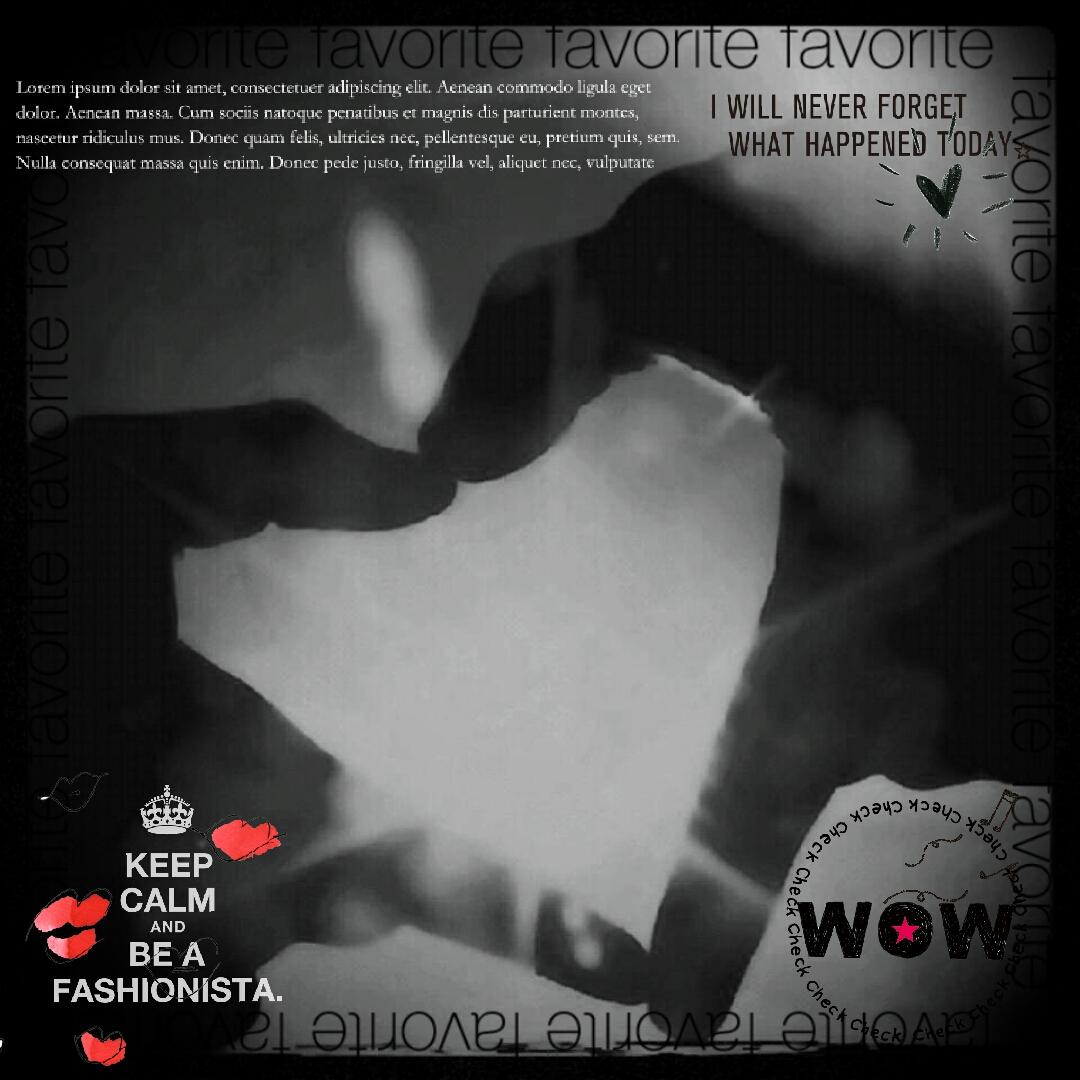 favorite favorite favorite favorite
Lorem ipsum dolor sit amet, consectetuer adipiscing elit. Aenean commodo ligula eget
dolor. Aenean massa. Cum sociis natoque penatibus et magnis dis parturient montes,
nascetur ridiculus mus. Donec quam felis, ultricies nec, pellentesque eu, pretium quis, sem.
Nulla consequat massa quis enim. Donec pede justo, fringilla vel, aliquet nec, vulputate
I WILL NEVER FORGET
WHAT HAPPENED TODAY
favorite favorite favorite favorite
favorite favorite favorite
KEEP
CALM
AND
BE A
FASHIONISTA.
Check Check Check Check Check Check Check Check Check Check Check
WOW
favorite favorite favorite